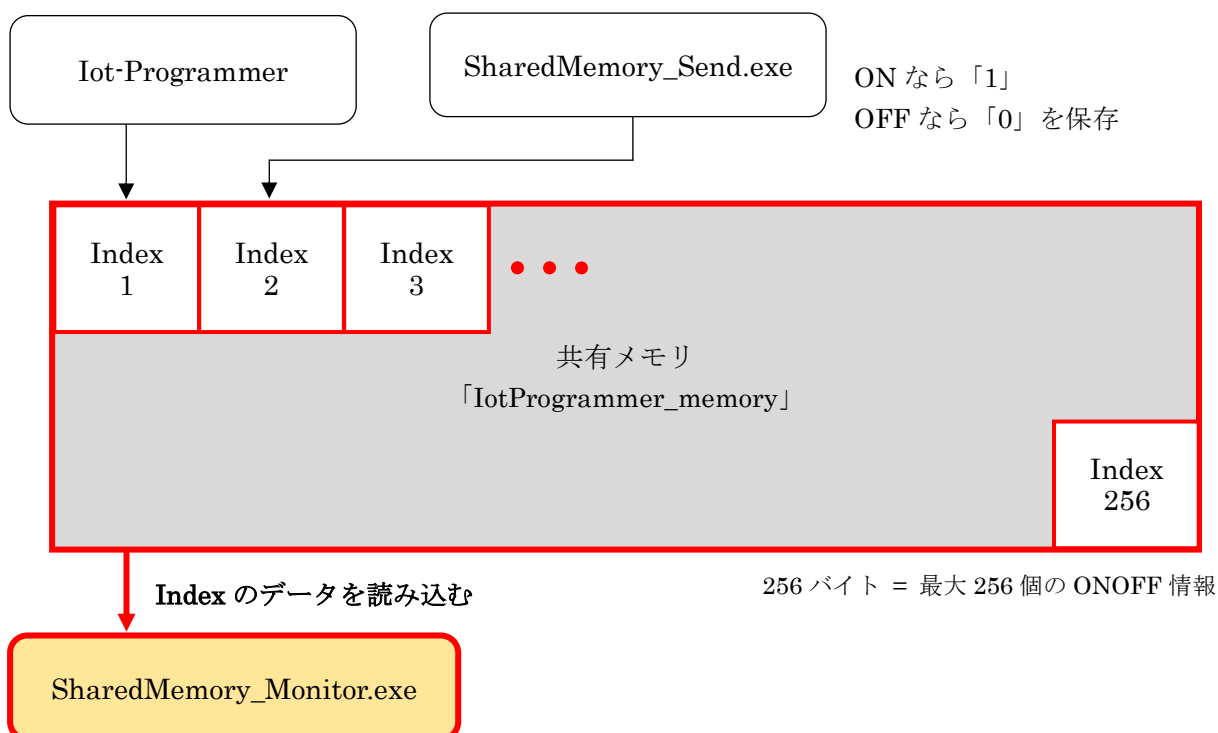 Iot-Programmer
SharedMemory_Send.exe
ON なら「1」
OFF なら「0」を保存
Index
1
Index
2
Index
3
共有メモリ
「IotProgrammer_memory」
Index
256
Index のデータを読み込む
256 バイト = 最大 256 個の ONOFF 情報
SharedMemory_Monitor.exe